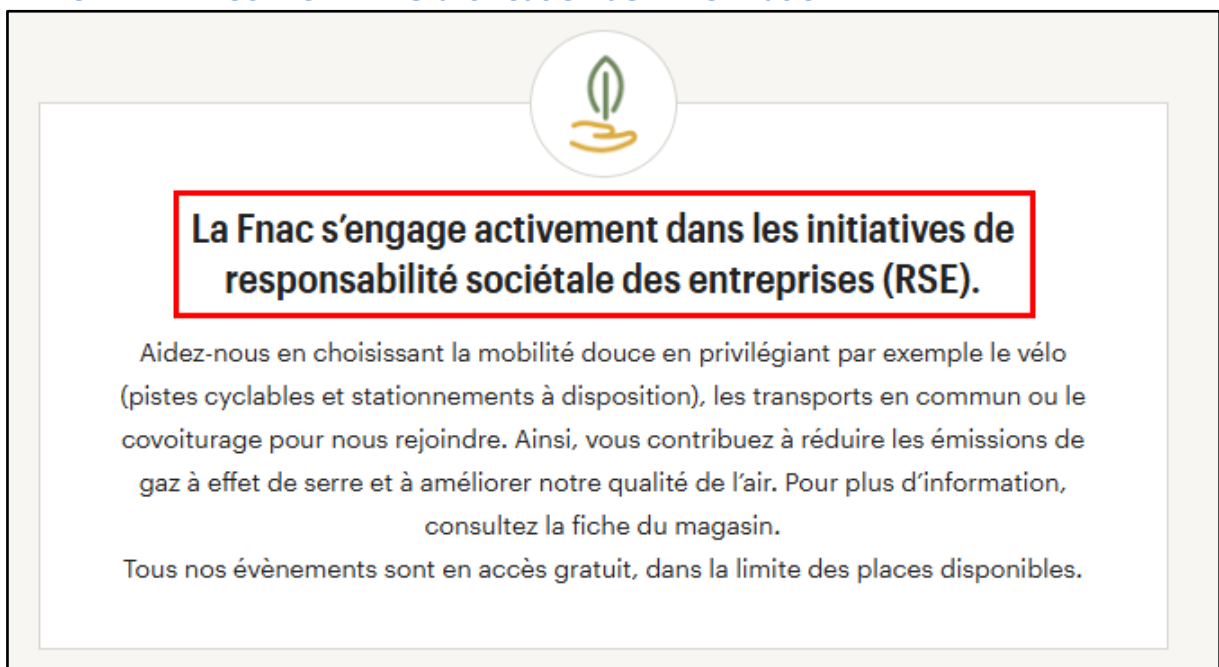 La Fnac s’engage activement dans les initiatives de
responsabilité sociétale des entreprises (RSE).
Aidez-nous en choisissant la mobilité douce en privilégiant par exemple le vélo
(pistes cyclables et stationnements à disposition), les transports en commun ou le
covoiturage pour nous rejoindre. Ainsi, vous contribuez à réduire les émissions de
gaz à effet de serre et à améliorer notre qualité de l’air. Pour plus d’information,
consultez la fiche du magasin.
Tous nos évènements sont en accès gratuit, dans la limite des places disponibles.